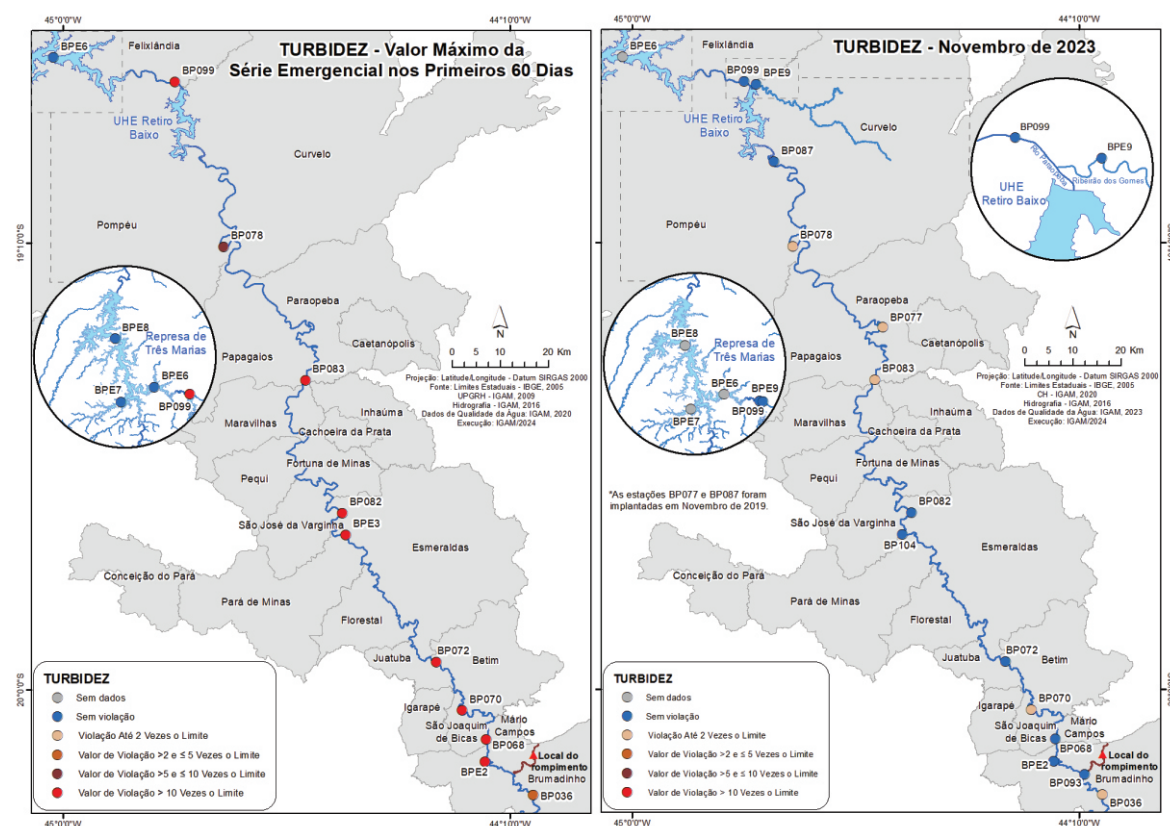 45°0'0"W
44°10'0"W
TURBIDEZ - Valor Máximo da
Série Emergencial nos Primeiros 60 Dias
BPE6
Felixlândia
BP099
UHE Retiro
Baixo
Curvelo
Pompéu
19°10'0"S
BP078
Paraopeba
BPE8
Represa de
Três Marias
BPE6
BPE7
BP099
Papagaios
Caetanópolis
N
0 5 10 20 Km
Projeção: Latitude/Longitude - Datum SIRGAS 2000
Fonte: Limites Estaduais - IBGE, 2005
UPGRH - IGAM, 2009
Hidrografia - IGAM, 2016
Dados de Qualidade da Água: IGAM, 2020
Execução: IGAM/2024
BP083
Inhaúma
Maravilhas
Cachoeira da Prata
Fortuna de Minas
Pequi
BP082
São José da Varginha
BPE3
Esmeraldas
Conceição do Pará
Pará de Minas
Florestal
BP072
Juatuba
Betim
20°0'0"S
BP070
Igarapé
São Joaquim
de Bicas
Mário
Campos
BP068
Local do
rompimento
BPE2
Brumadinho
BP036
TURBIDEZ
Sem dados
Sem violação
Violação Até 2 Vezes o Limite
Valor de Violação >2 e ≤ 5 Vezes o Limite
Valor de Violação >5 e ≤ 10 Vezes o Limite
Valor de Violação > 10 Vezes o Limite
45°0'0"W
44°10'0"W
45°0'0"W
44°10'0"W
TURBIDEZ - Novembro de 2023
BPE6
Felixlândia
BP099
BPE9
UHE Retiro
Baixo
Curvelo
BP087
BP099
BPE9
Rio Paraopeba
Ribeirão dos Gomes
UHE
Retiro Baixo
Pompéu
BP078
Paraopeba
BP077
BPE8
Represa de
Três Marias
BPE6
BPE9
BPE7
BP099
Papagaios
Caetanópolis
N
0 5 10 20 Km
Projeção: Latitude/Longitude - Datum SIRGAS 2000
Fonte: Limites Estaduais - IBGE, 2005
CH - IGAM, 2020
Hidrografia - IGAM, 2016
Dados de Qualidade da Água: IGAM, 2023
Execução: IGAM/2024
BP083
Inhaúma
Maravilhas
Cachoeira da Prata
Fortuna de Minas
Pequi
*As estações BP077 e BP087 foram
implantadas em Novembro de 2019.
BP082
São José da Varginha
BP104
Esmeraldas
Conceição do Pará
Pará de Minas
Florestal
BP072
Juatuba
Betim
BP070
Igarapé
São Joaquim
de Bicas
Mário
Campos
BP068
Local do
rompimento
BPE2
Brumadinho
BP093
BP036
TURBIDEZ
Sem dados
Sem violação
Violação Até 2 Vezes o Limite
Valor de Violação >2 e ≤ 5 Vezes o Limite
Valor de Violação >5 e ≤ 10 Vezes o Limite
Valor de Violação > 10 Vezes o Limite
45°0'0"W
44°10'0"W